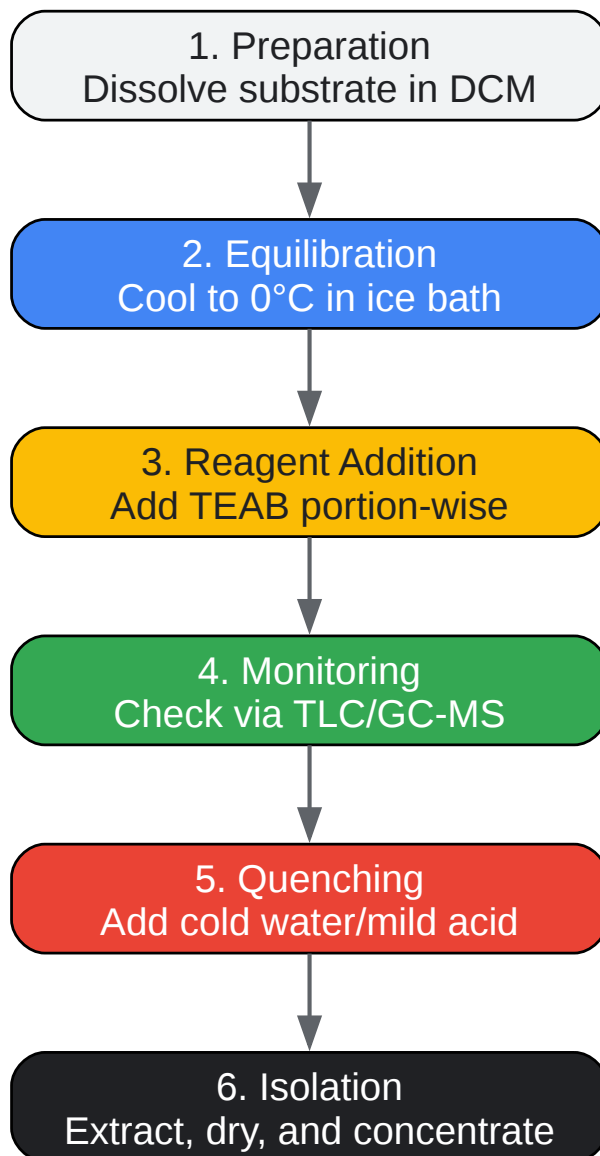 1. Preparation
Dissolve substrate in DCM
2. Equilibration
Cool to 0°C in ice bath
3. Reagent Addition
Add TEAB portion-wise
4. Monitoring
Check via TLC/GC-MS
5. Quenching
Add cold water/mild acid
6. Isolation
Extract, dry, and concentrate